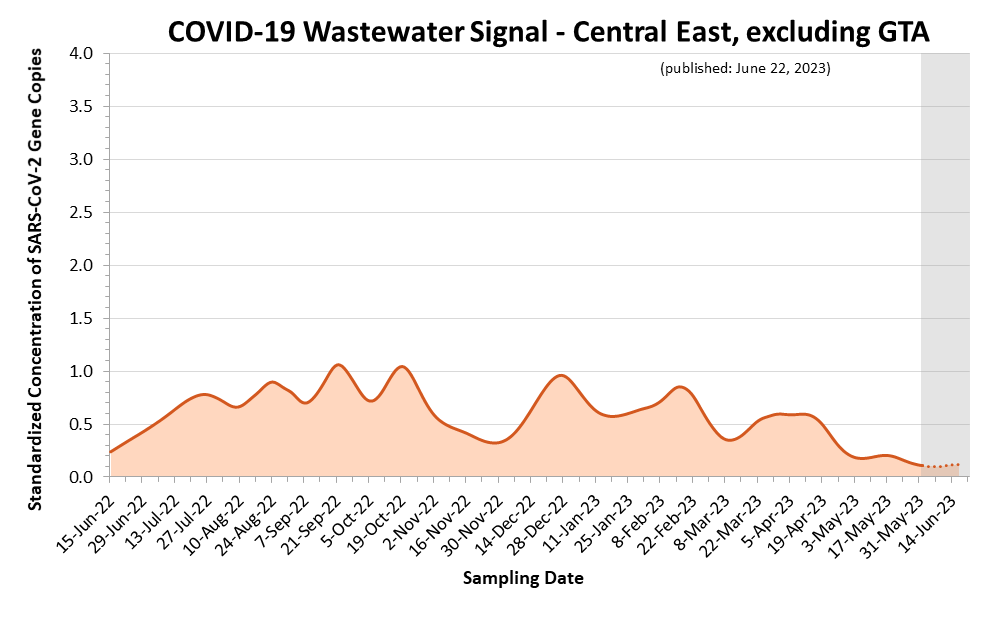 COVID-19 Wastewater Signal - Central East, excluding GTA
(published: June 22, 2023)
Standardized Concentration of SARS-CoV-2 Gene Copies
4.0
3.5
3.0
2.5
2.0
1.5
1.0
0.5
0.0
15-Jun-22
29-Jun-22
13-Jul-22
27-Jul-22
10-Aug-22
24-Aug-22
7-Sep-22
21-Sep-22
5-Oct-22
19-Oct-22
2-Nov-22
16-Nov-22
30-Nov-22
14-Dec-22
28-Dec-22
11-Jan-23
25-Jan-23
8-Feb-23
22-Feb-23
8-Mar-23
22-Mar-23
5-Apr-23
19-Apr-23
3-May-23
17-May-23
31-May-23
14-Jun-23
Sampling Date